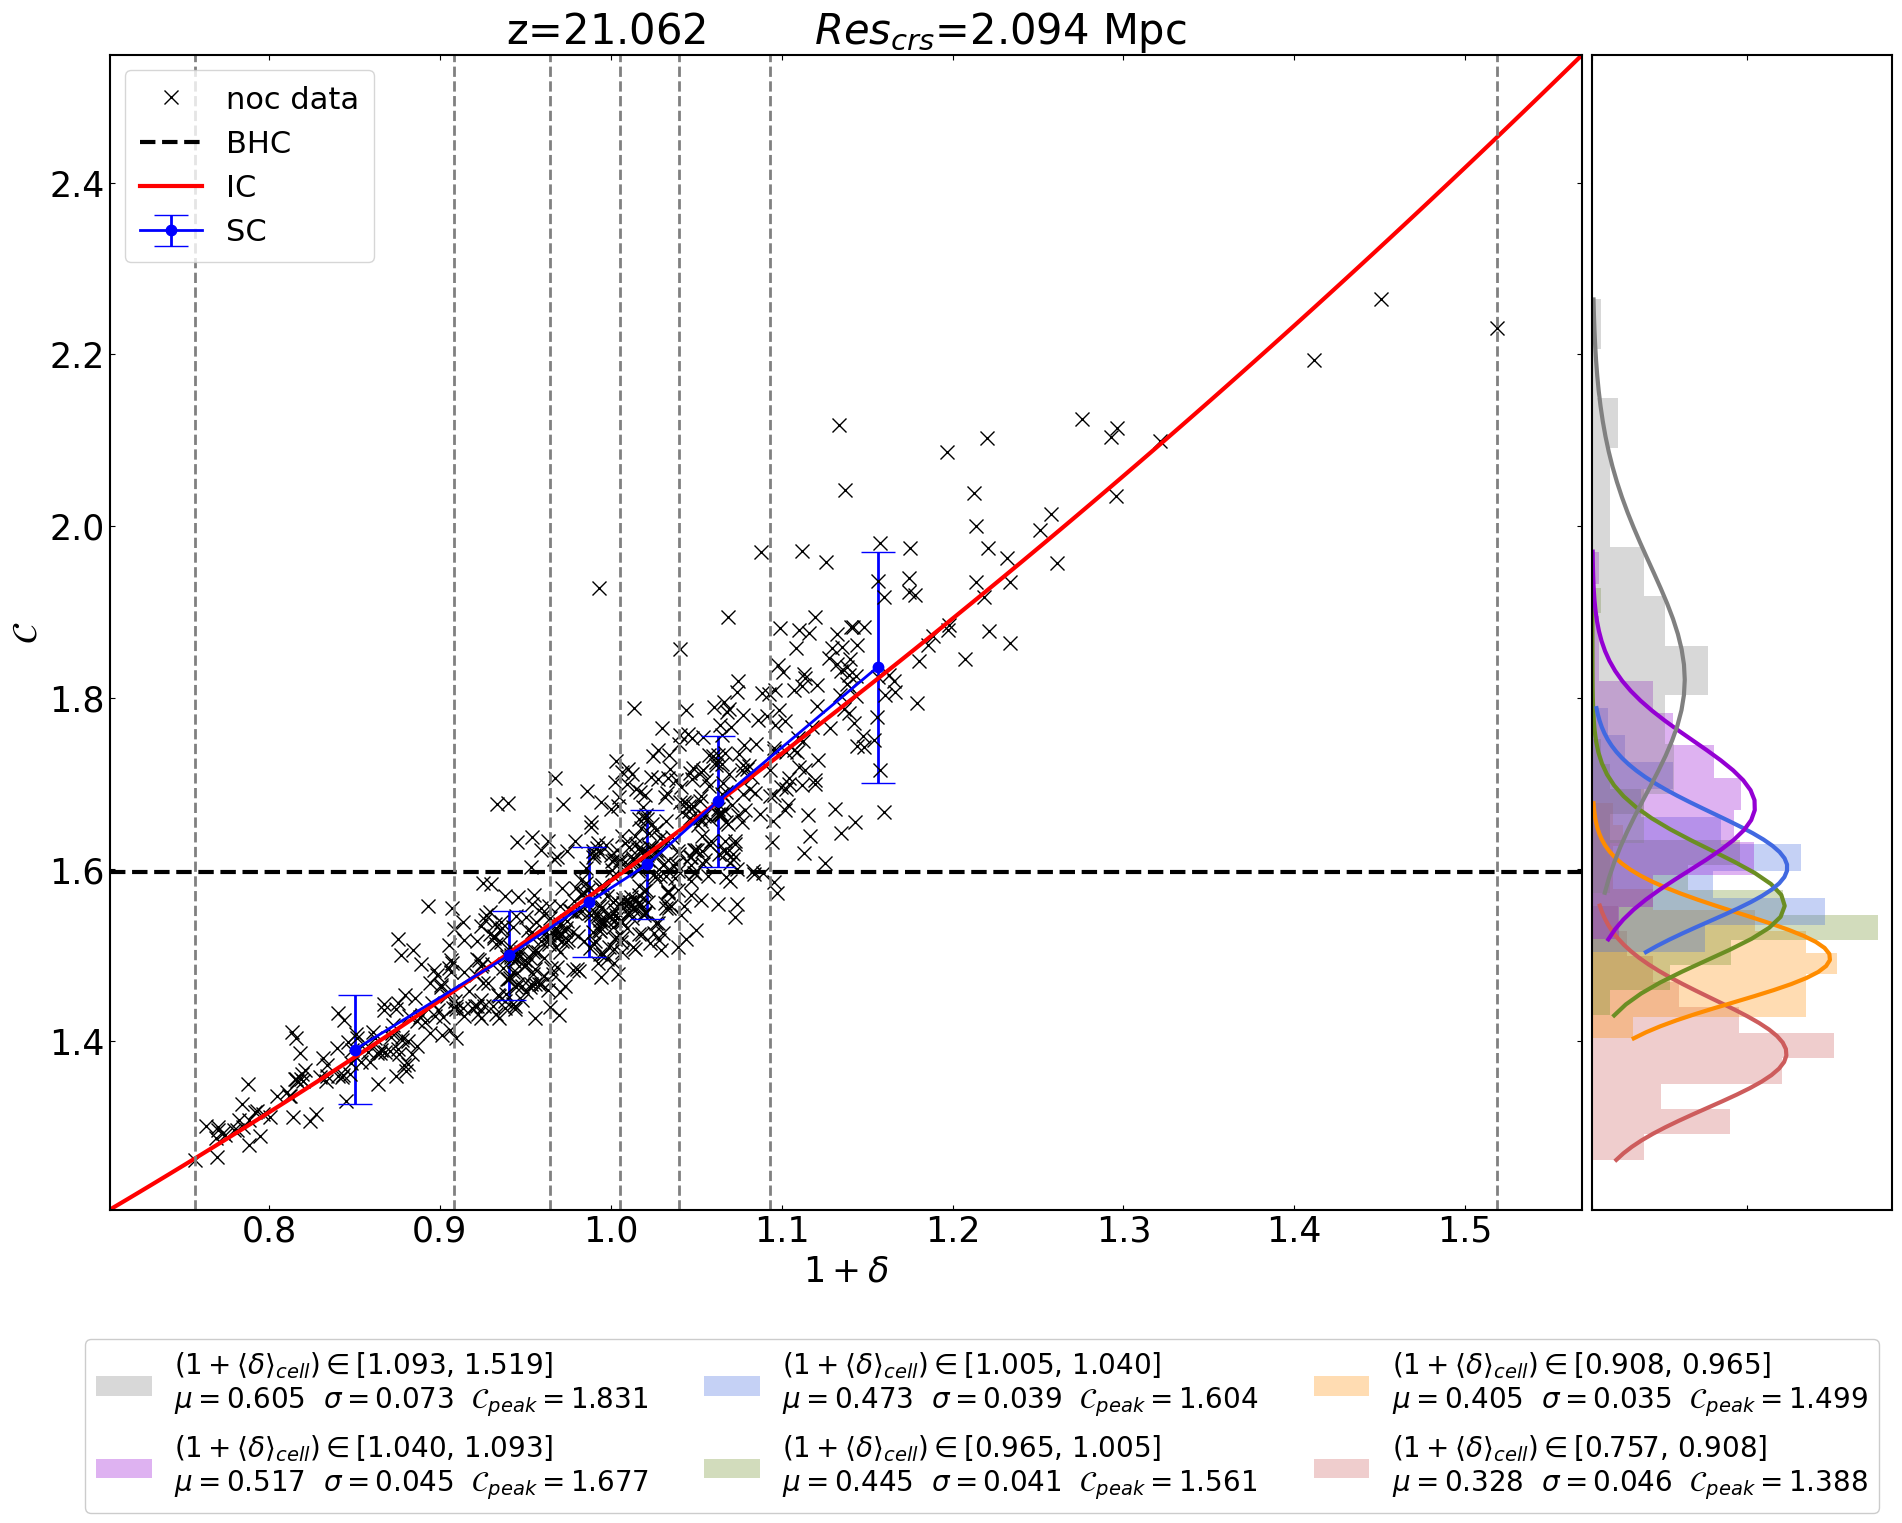 z=21.062 Res_crs=2.094 Mpc
noc data
BHC
IC
SC
2.4
2.2
2.0
1.8
1.6
1.4
𝒞
0.8 0.9 1.0 1.1 1.2 1.3 1.4 1.5
1 + δ
(1 + ⟨δ⟩_cell) ∈ [1.093, 1.519]
μ = 0.605 σ = 0.073 𝒞_peak = 1.831
(1 + ⟨δ⟩_cell) ∈ [1.040, 1.093]
μ = 0.517 σ = 0.045 𝒞_peak = 1.677
(1 + ⟨δ⟩_cell) ∈ [1.005, 1.040]
μ = 0.473 σ = 0.039 𝒞_peak = 1.604
(1 + ⟨δ⟩_cell) ∈ [0.965, 1.005]
μ = 0.445 σ = 0.041 𝒞_peak = 1.561
(1 + ⟨δ⟩_cell) ∈ [0.908, 0.965]
μ = 0.405 σ = 0.035 𝒞_peak = 1.499
(1 + ⟨δ⟩_cell) ∈ [0.757, 0.908]
μ = 0.328 σ = 0.046 𝒞_peak = 1.388